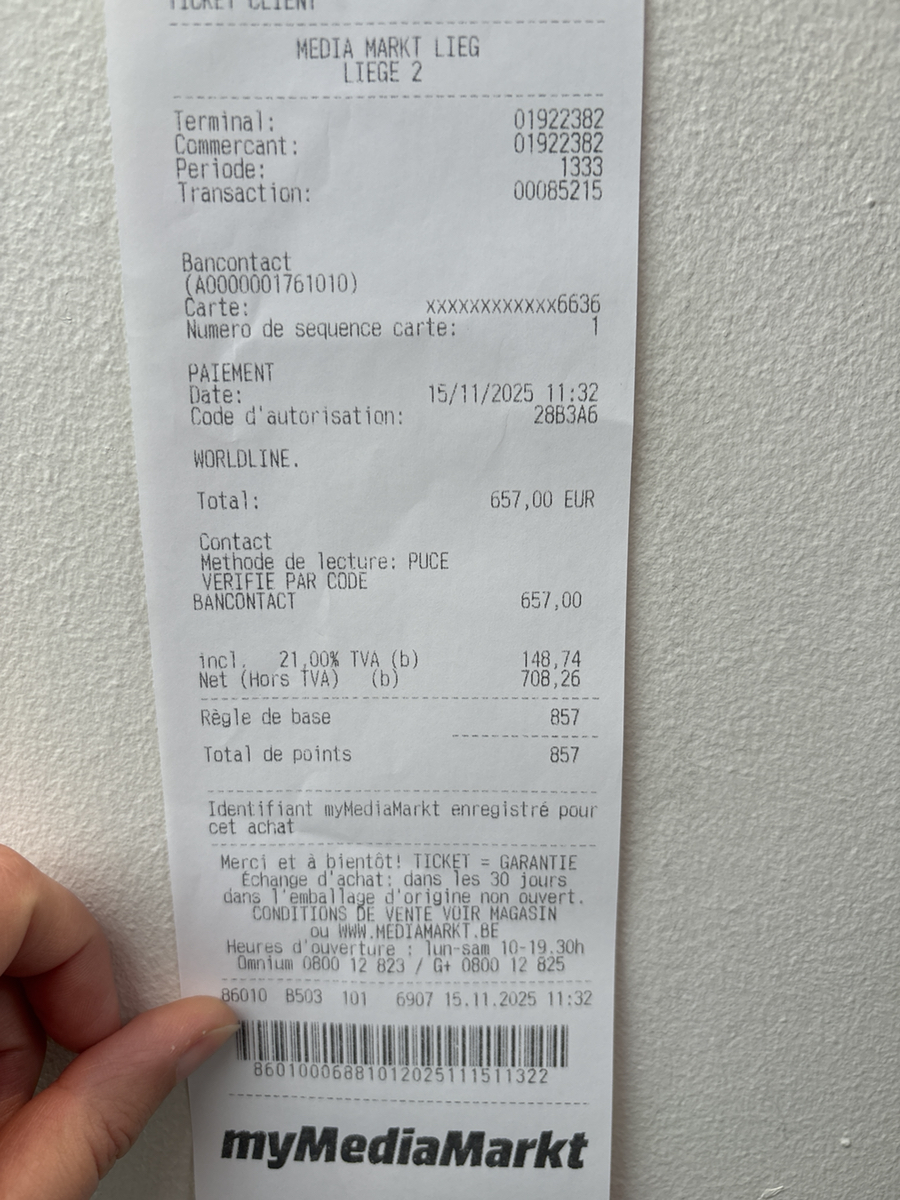 TICKET CLIENT
MEDIA MARKT LIEG
LIEGE 2
Terminal: 01922382
Commercant: 01922382
Periode: 1333
Transaction: 00085215
Bancontact
(A0000001761010)
Carte: xxxxxxxxxxxx6636
Numero de sequence carte: 1
PAIEMENT
Date: 15/11/2025 11:32
Code d'autorisation: 28B3A6
WORLDLINE.
Total: 657,00 EUR
Contact
Methode de lecture: PUCE
VERIFIE PAR CODE
BANCONTACT 657,00
incl. 21,00% TVA (b) 148,74
Net (Hors TVA) (b) 708,26
Règle de base 857
Total de points 857
Identifiant myMediaMarkt enregistré pour
cet achat
Merci et à bientôt! TICKET = GARANTIE
Échange d'achat: dans les 30 jours
dans l'emballage d'origine non ouvert.
CONDITIONS DE VENTE VOIR MAGASIN
ou WWW.MEDIAMARKT.BE
Heures d'ouverture : lun-sam 10-19.30h
Omnium 0800 12 823 / G+ 0800 12 825
86010 B503 101 6907 15.11.2025 11:32
8601000688101202511151132​2
myMediaMarkt